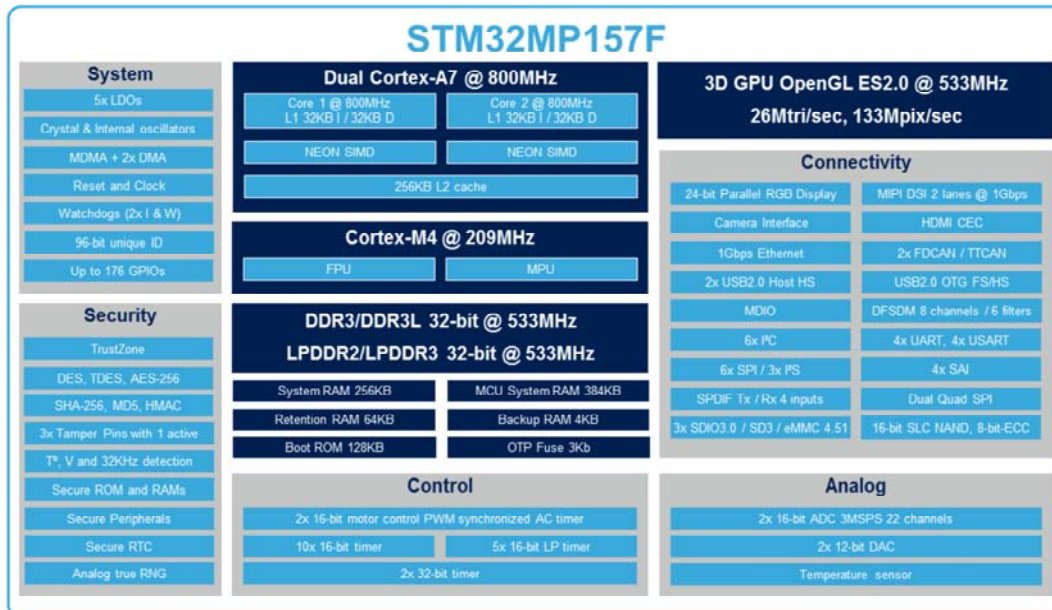 STM32MP157F
System
5x LDOs
Crystal & Internal oscillators
MDMA + 2x DMA
Reset and Clock
Watchdogs (2x I & W)
96-bit unique ID
Up to 176 GPIOs
Security
TrustZone
DES, TDES, AES-256
SHA-256, MD5, HMAC
3x Tamper Pins with 1 active
Tª, V and 32KHz detection
Secure ROM and RAMs
Secure Peripherals
Secure RTC
Analog true RNG
Dual Cortex-A7 @ 800MHz
Core 1 @ 800MHz
L1 32KB I / 32KB D
Core 2 @ 800MHz
L1 32KB I / 32KB D
NEON SIMD
NEON SIMD
256KB L2 cache
Cortex-M4 @ 209MHz
FPU
MPU
DDR3/DDR3L 32-bit @ 533MHz
LPDDR2/LPDDR3 32-bit @ 533MHz
System RAM 256KB
MCU System RAM 384KB
Retention RAM 64KB
Backup RAM 4KB
Boot ROM 128KB
OTP Fuse 3Kb
Control
2x 16-bit motor control PWM synchronized AC timer
10x 16-bit timer
5x 16-bit LP timer
2x 32-bit timer
3D GPU OpenGL ES2.0 @ 533MHz
26Mtri/sec, 133Mpix/sec
Connectivity
24-bit Parallel RGB Display
MIPI DSI 2 lanes @ 1Gbps
Camera Interface
HDMI CEC
1Gbps Ethernet
2x FDCAN / TTCAN
2x USB2.0 Host HS
USB2.0 OTG FS/HS
MDIO
DFSDM 8 channels / 6 filters
6x I²C
4x UART, 4x USART
6x SPI / 3x I²S
4x SAI
SPDIF Tx / Rx 4 inputs
Dual Quad SPI
3x SDIO3.0 / SD3 / eMMC 4.51
16-bit SLC NAND, 8-bit-ECC
Analog
2x 16-bit ADC 3MSPS 22 channels
2x 12-bit DAC
Temperature sensor